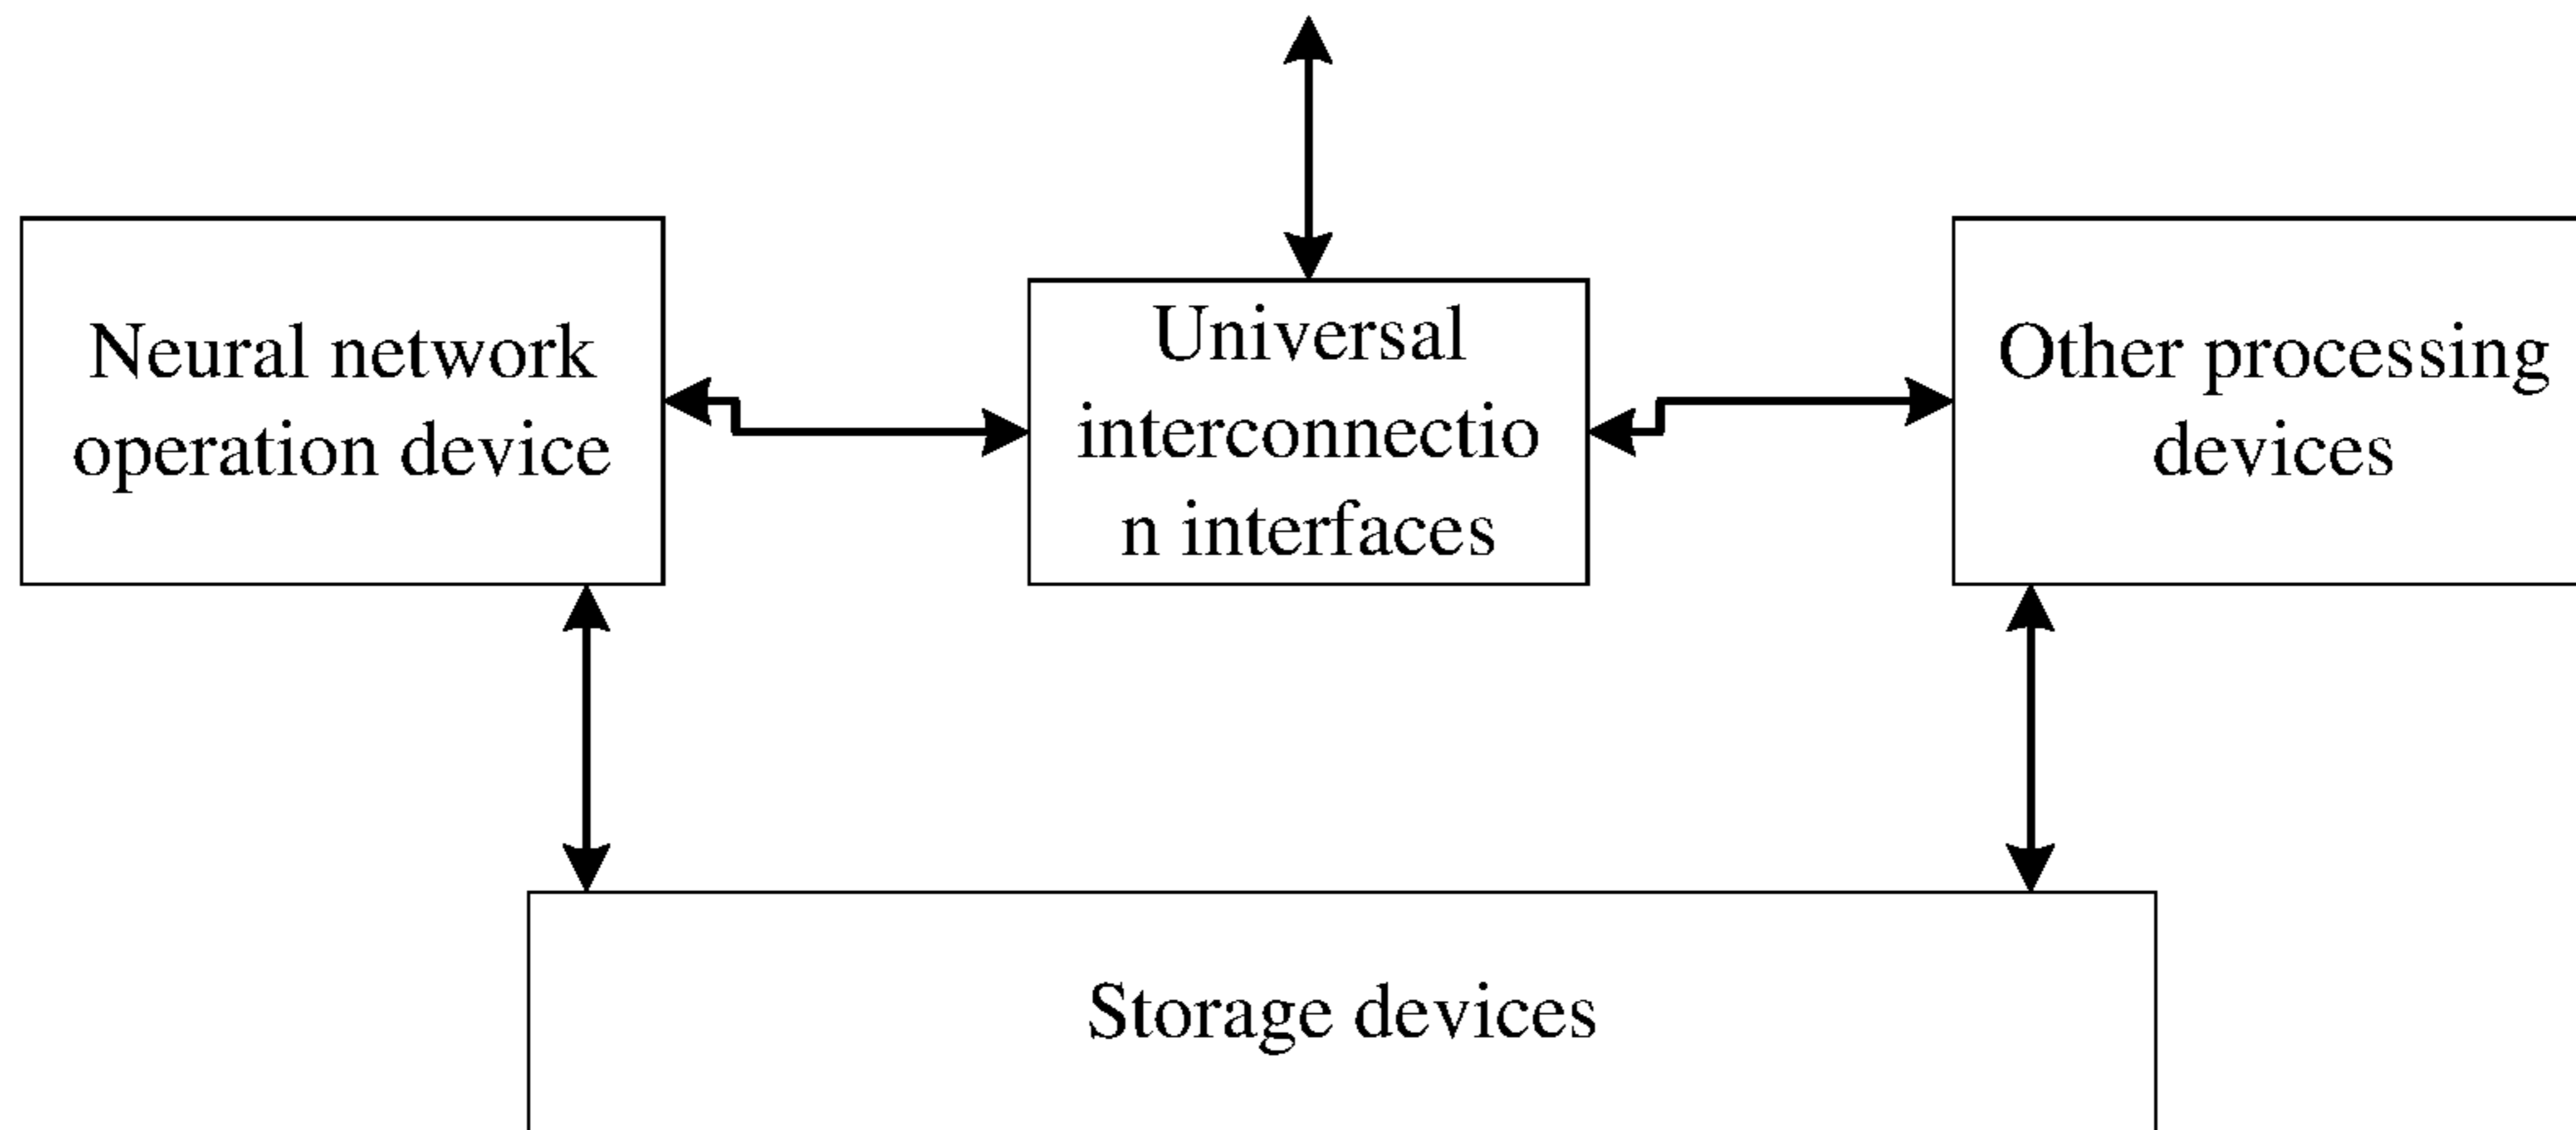 Neural network
operation device
Universal
interconnectio
n interfaces
Other processing
devices
Storage devices